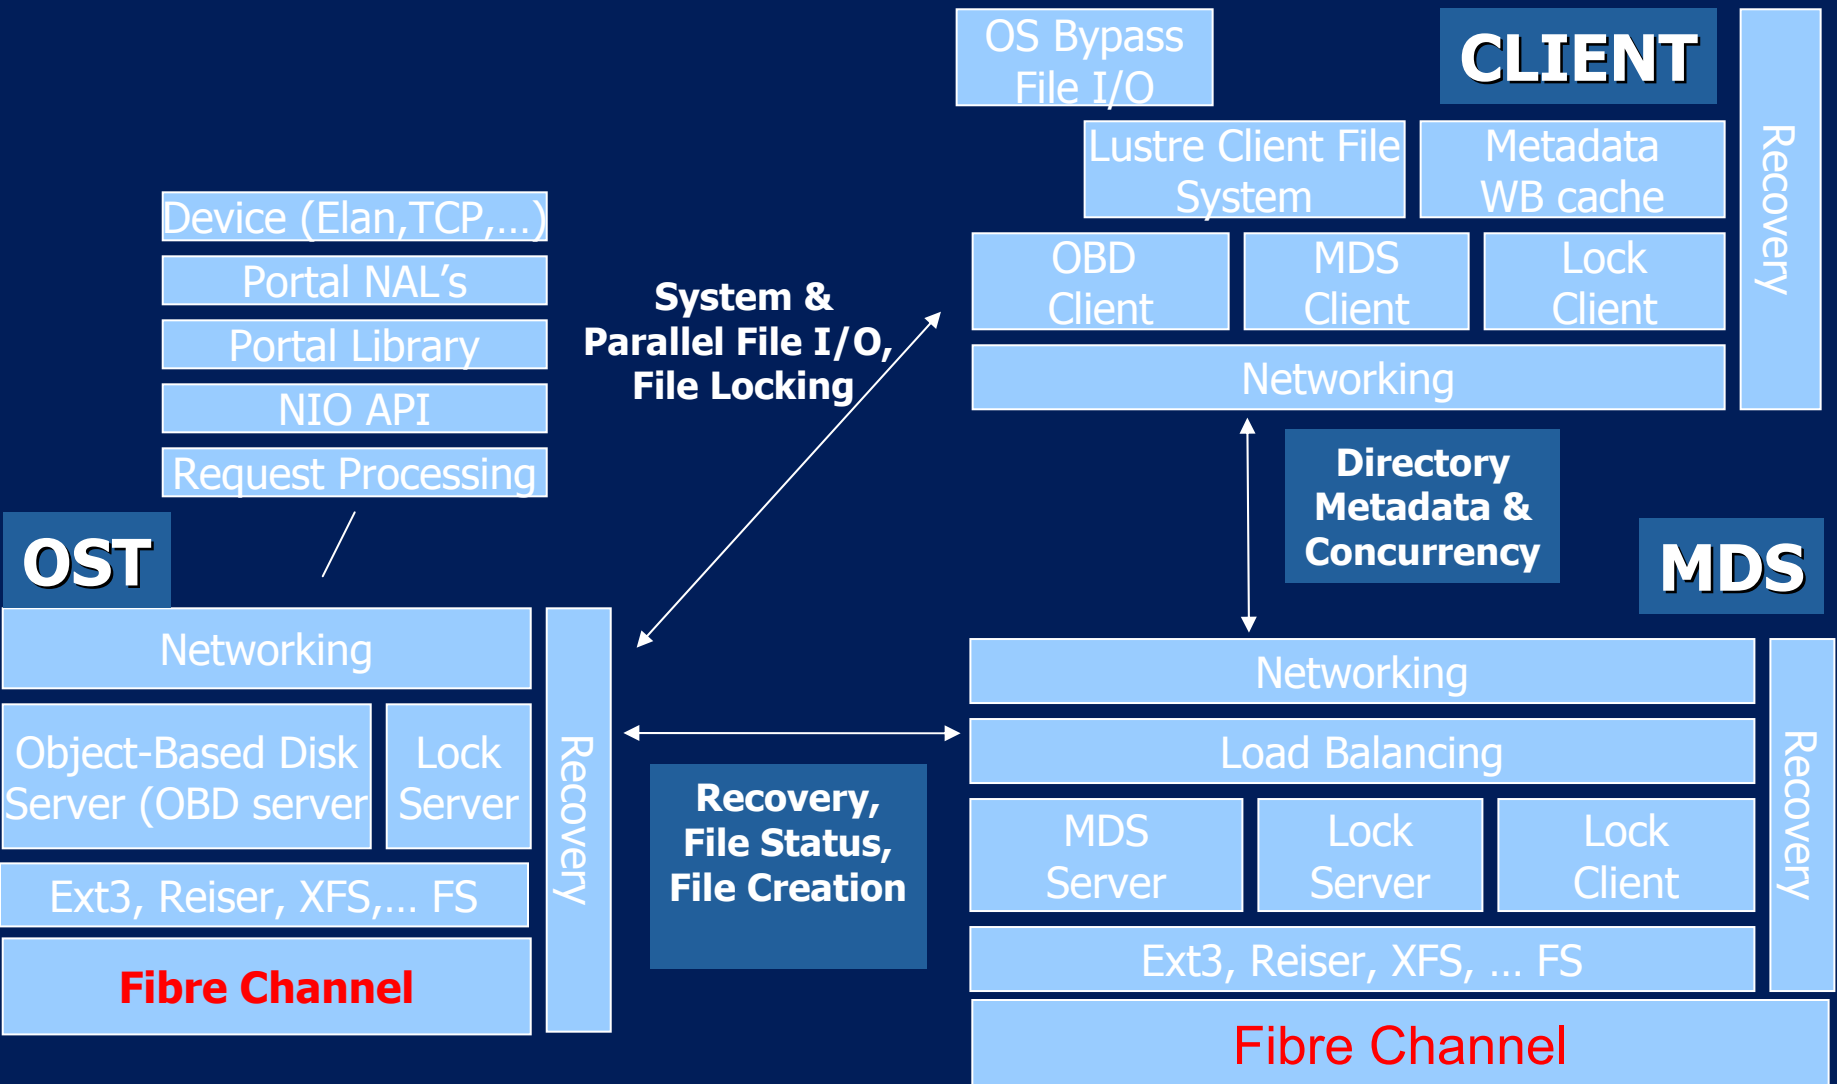 OS Bypass
File I/O
CLIENT
Recovery
Lustre Client File
System
Metadata
WB cache
OBD
Client
MDS
Client
Lock
Client
Networking
Device (Elan,TCP,…)
Portal NAL’s
Portal Library
NIO API
Request Processing
System &
Parallel File I/O,
File Locking
Directory
Metadata &
Concurrency
OST
Networking
Object-Based Disk
Server (OBD server
Lock
Server
Recovery
Ext3, Reiser, XFS,… FS
Fibre Channel
Recovery,
File Status,
File Creation
MDS
Networking
Load Balancing
MDS
Server
Lock
Server
Lock
Client
Recovery
Ext3, Reiser, XFS, … FS
Fibre Channel